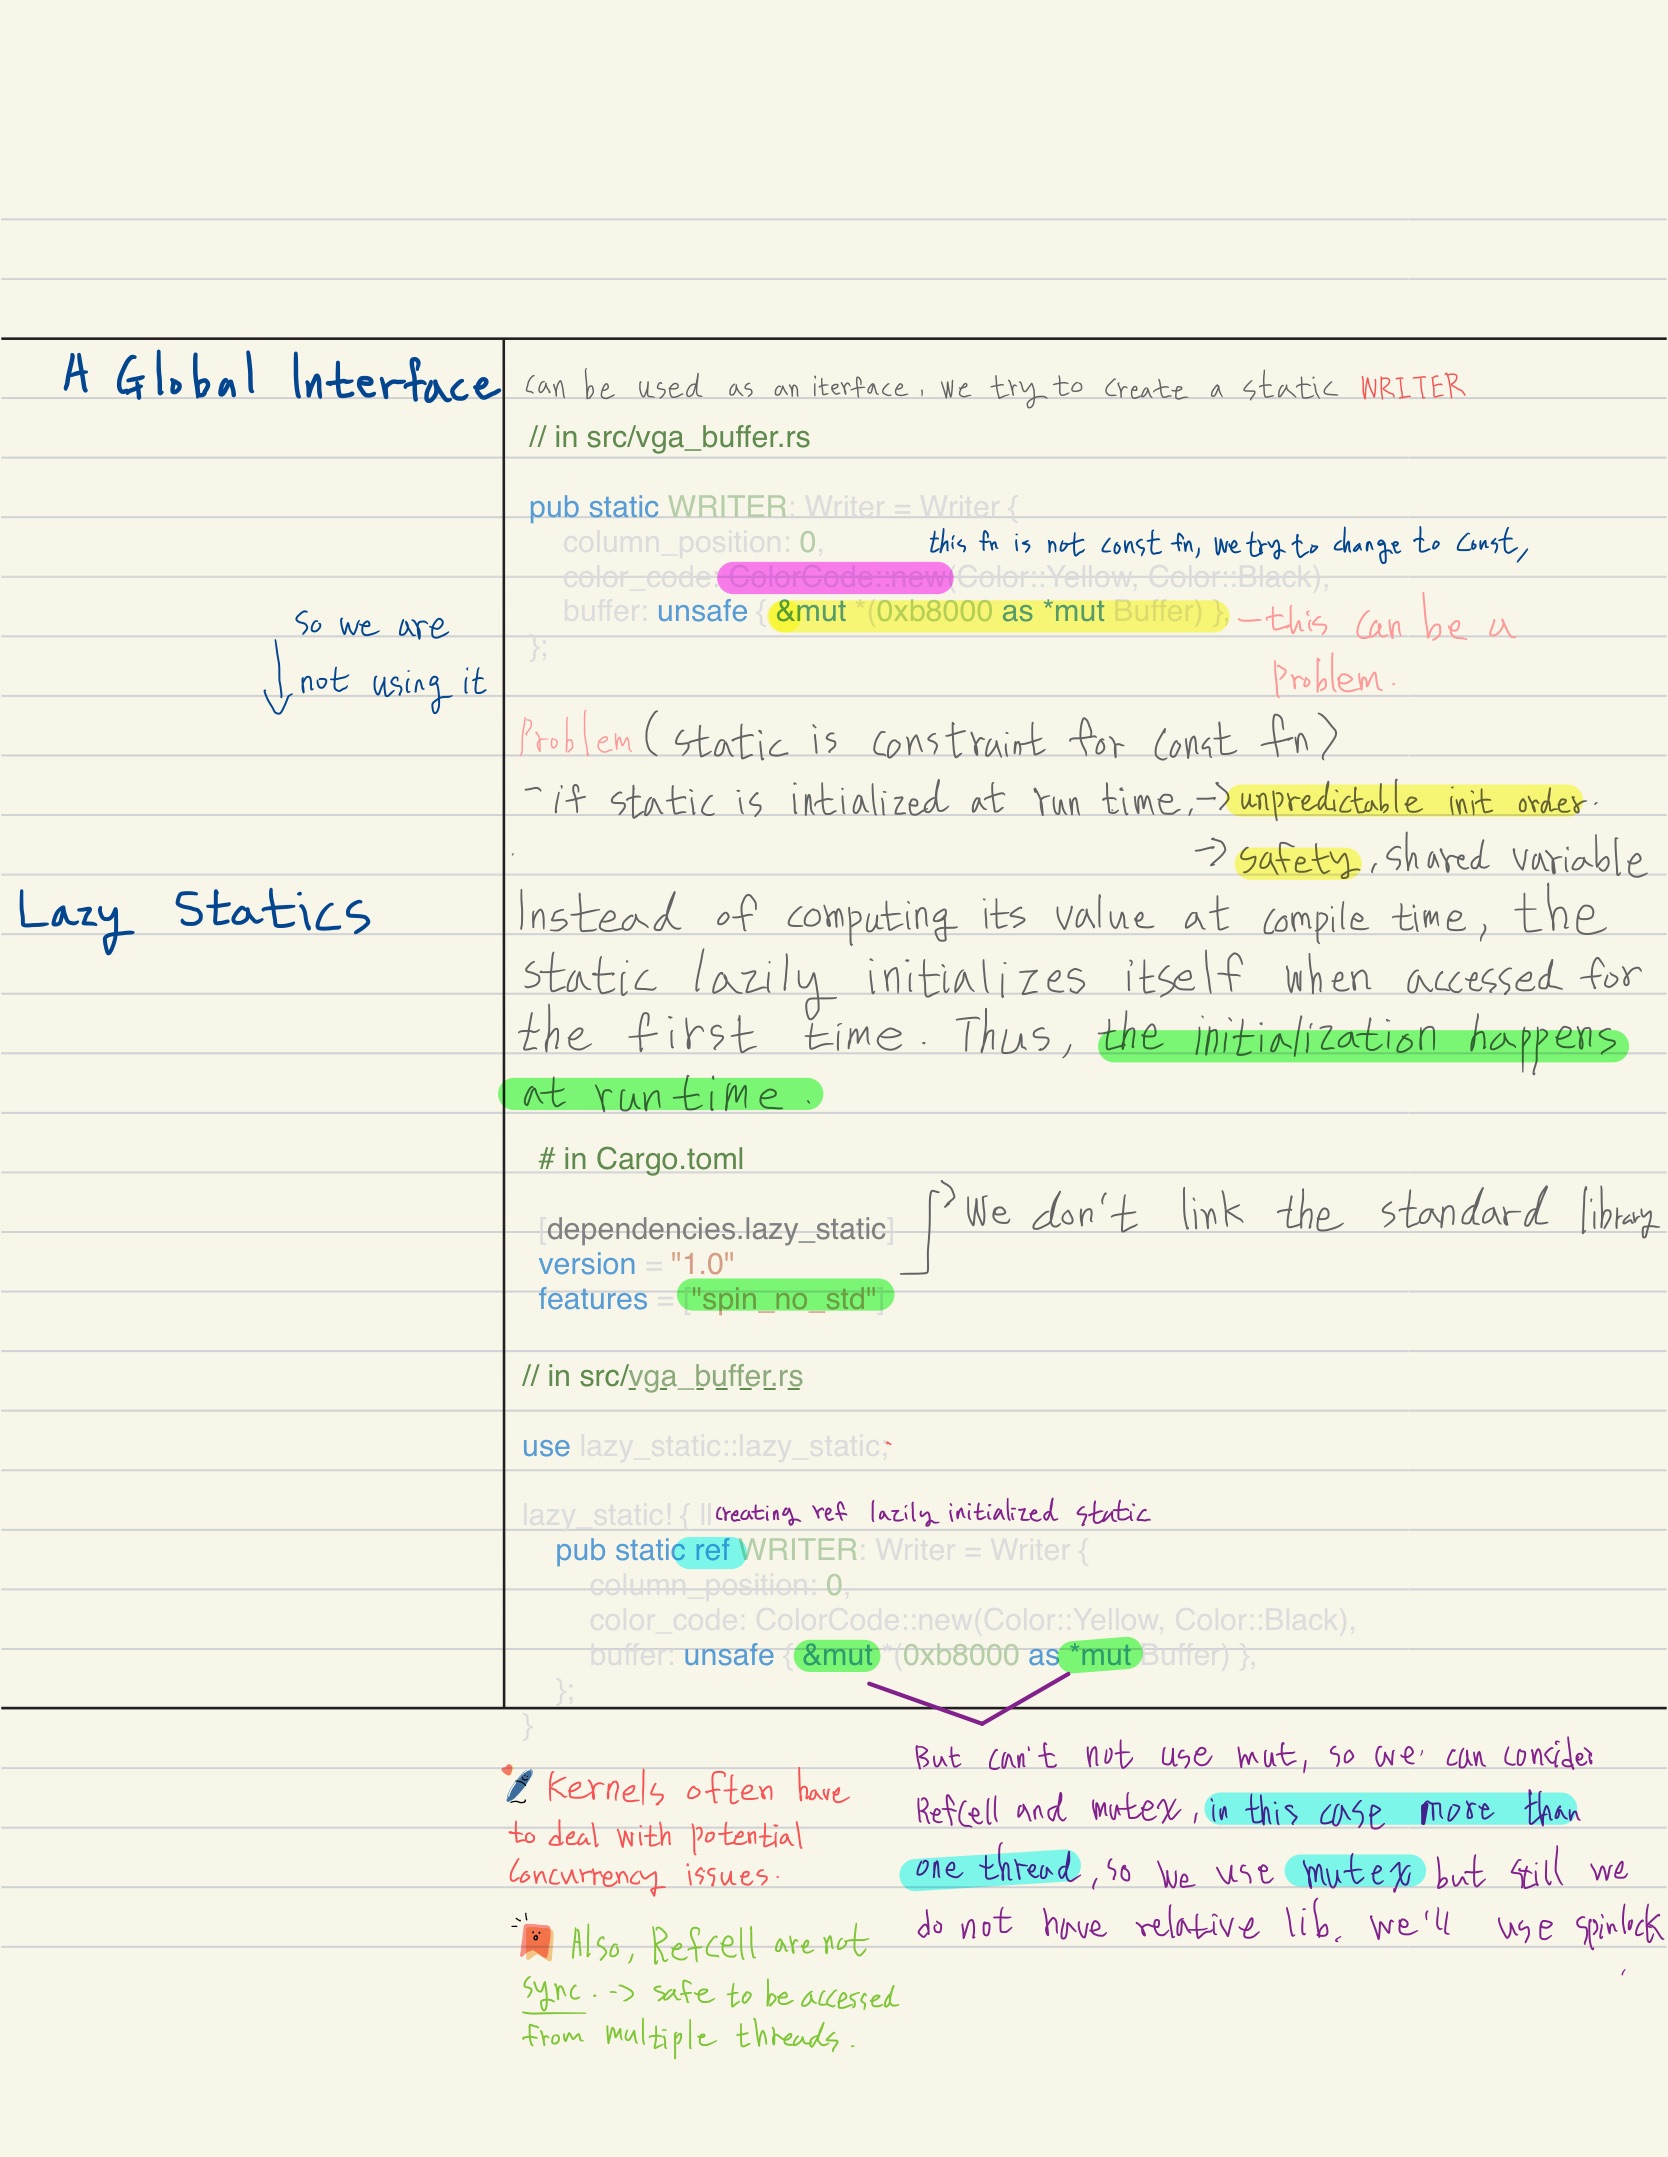 A Global Interface
can be used as an iterface. we try to create a static WRITER
// in src/vga_buffer.rs
pub static WRITER: Writer = Writer {
column_position: 0,
this fn is not const fn, we try to change to const,
color_code: ColorCode::new(Color::Yellow, Color::Black),
buffer: unsafe { &mut *(0xb8000 as *mut Buffer) },
- this can be a
problem.
};
So we are
not using it
Problem (static is constraint for const fn)
- if static is intialized at run time, -> unpredictable init order.
-> safety, shared variable
Lazy Statics
Instead of computing its value at compile time, the
static lazily initializes itself when accessed for
the first time. Thus, the initialization happens
at runtime.
# in Cargo.toml
[dependencies.lazy_static]
version = "1.0"
features = ["spin_no_std"]
We don't link the standard library
// in src/vga_buffer.rs
use lazy_static::lazy_static;
lazy_static! { || creating ref lazily initialized static
pub static ref WRITER: Writer = Writer {
column_position: 0,
color_code: ColorCode::new(Color::Yellow, Color::Black),
buffer: unsafe { &mut *(0xb8000 as *mut Buffer) },
};
}
Kernels often have
to deal with potential
concurrency issues.
Also, Refcell are not
sync. -> safe to be accessed
from multiple threads.
But can't not use mut, so we can consider
Refcell and mutex, in this case more than
one thread, so we use mutex but still we
do not have relative lib. we'll use spinlock